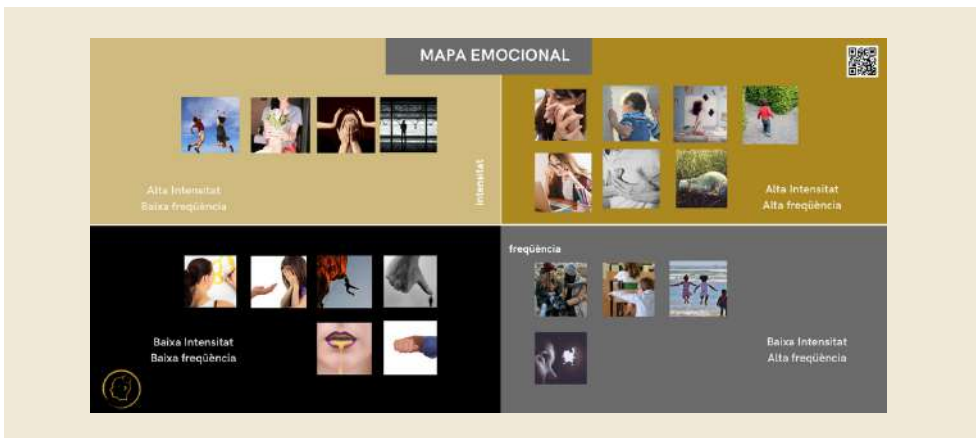 MAPA EMOCIONAL
Alta Intensitat
Baixa freqüència
intensitat
Alta Intensitat
Alta freqüència
freqüència
Baixa Intensitat
Baixa freqüència
Baixa Intensitat
Alta freqüència